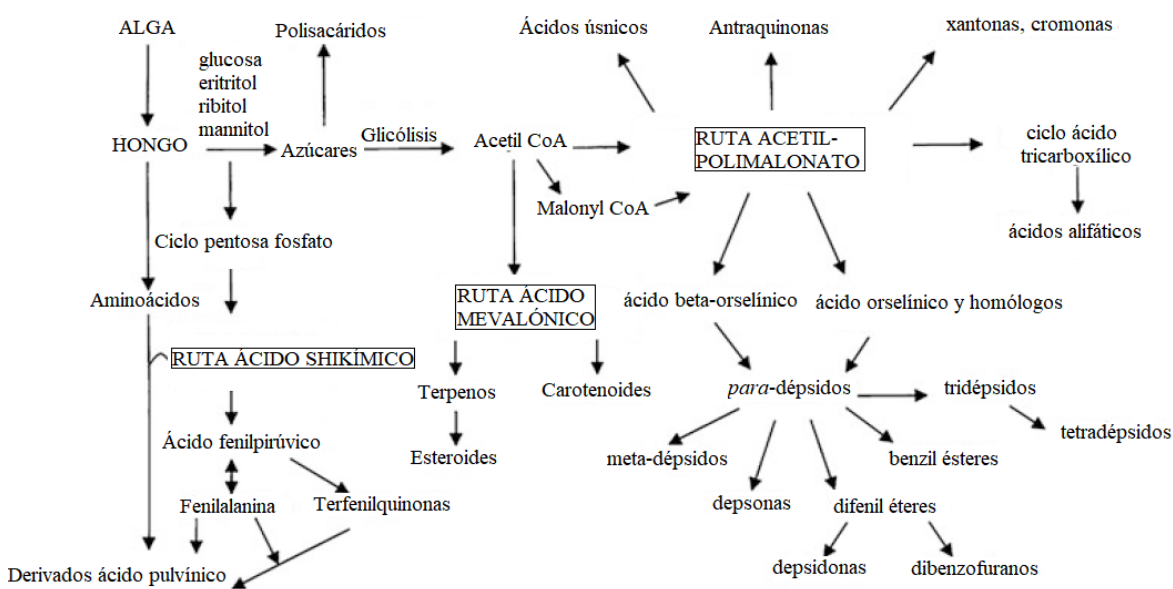 ALGA
Polisacáridos
Ácidos úsnicos
Antraquinonas
xantonas, cromonas
glucosa
eritritol
ribitol
mannitol
HONGO
Azúcares
Glicólisis
Acetil CoA
RUTA ACETIL-
POLIMALONATO
ciclo ácido
tricarboxílico
Malonyl CoA
ácidos alifáticos
Ciclo pentosa fosfato
Aminoácidos
RUTA ÁCIDO
MEVALÓNICO
ácido beta-orselínico
ácido orselínico y homólogos
RUTA ÁCIDO SHIKÍMICO
Terpenos
Carotenoides
para-dépsidos
tridépsidos
tetradépsidos
Ácido fenilpirúvico
Esteroides
meta-dépsidos
benzil ésteres
Fenilalanina
Terfenilquinonas
depsonas
difenil éteres
Derivados ácido pulvínico
depsidonas
dibenzofuranos